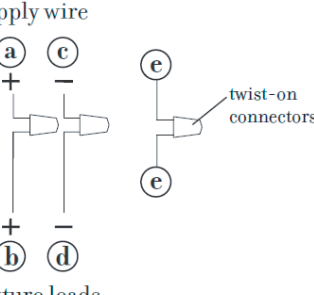 pply wire
a c
+ −
e
twist-on
connectors
e
+ −
b d
ture leads